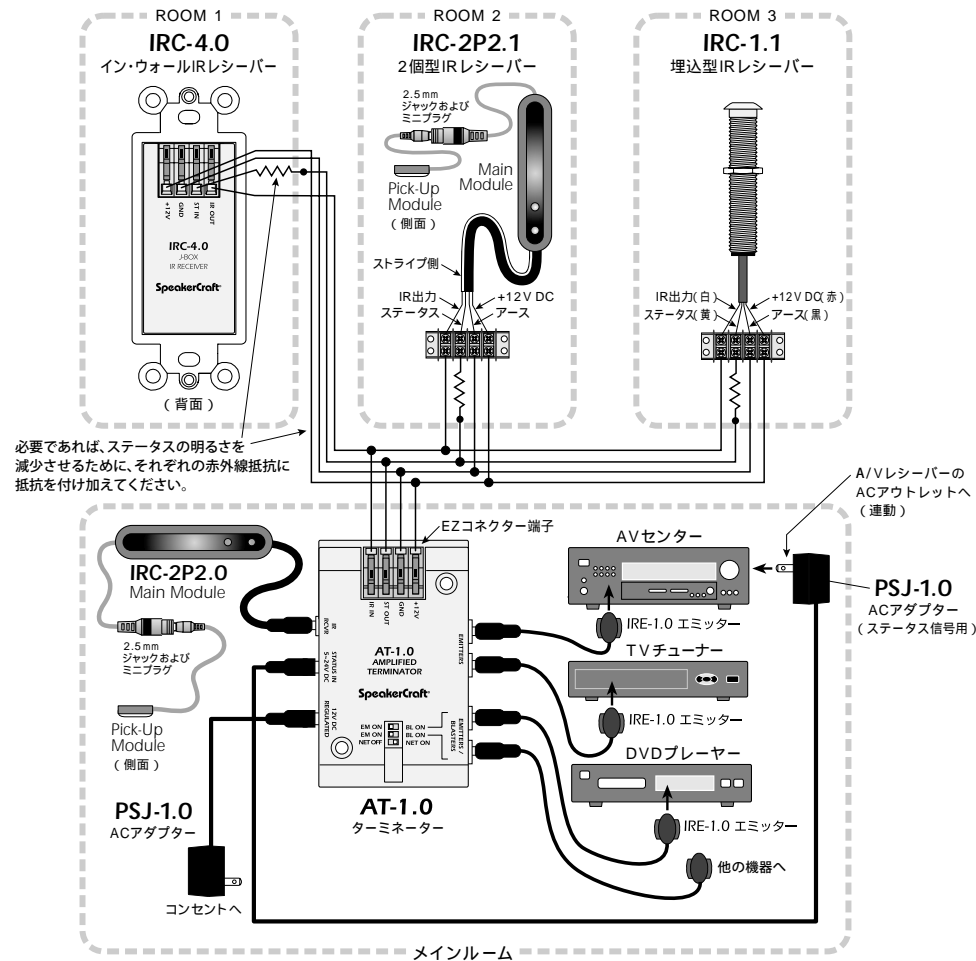 ROOM 1
IRC-4.0
イン・ウォールIRレシーバー
+12V
GND
ST IN
IR OUT
IRC-4.0
J-BOX
IR RECEIVER
SpeakerCraft
(背面)
ROOM 2
IRC-2P2.1
2個型IRレシーバー
2.5mm
ジャックおよび
ミニプラグ
Pick-Up
Module
(側面)
Main
Module
ストライプ側
IR出力
ステータス
+12V DC
アース
ROOM 3
IRC-1.1
埋込型IRレシーバー
IR出力(白)
ステータス(黄)
+12V DC(赤)
アース(黒)
必要であれば、ステータスの明るさを
減少させるために、それぞれの赤外線抵抗に
抵抗を付け加えてください。
A/Vレシーバーの
ACアウトレットへ
(連動)
PSJ-1.0
ACアダプター
(ステータス信号用)
IRC-2P2.0
Main Module
2.5mm
ジャックおよび
ミニプラグ
Pick-Up
Module
(側面)
PSJ-1.0
ACアダプター
コンセントへ
EZコネクター端子
IR IN
ST OUT
GND
+12V
IR
RCVR
STATUS IN
5~24V DC
12V DC
REGULATED
EMITTERS
EMITTERS /
BLASTERS
AT-1.0
AMPLIFIED
TERMINATOR
SpeakerCraft
EM ON
BL ON
EM ON
BL ON
NET OFF
NET ON
AT-1.0
ターミネーター
AVセンター
IRE-1.0 エミッター
TVチューナー
IRE-1.0 エミッター
DVDプレーヤー
IRE-1.0 エミッター
他の機器へ
メインルーム